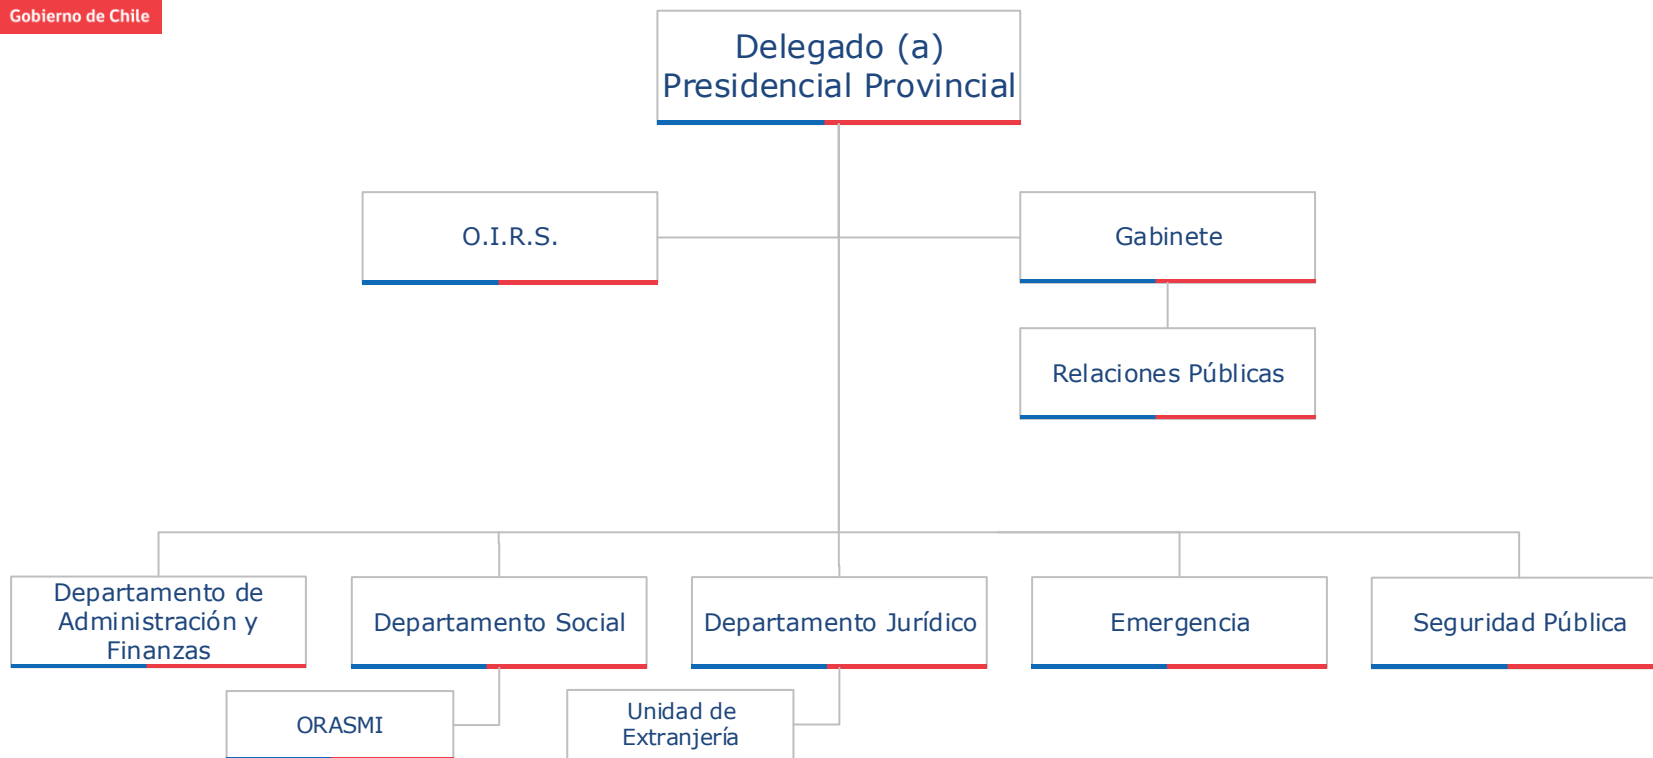 Gobierno de Chile
Delegado (a)
Presidencial Provincial
O.I.R.S.
Gabinete
Relaciones Públicas
Departamento de
Administración y
Finanzas
Departamento Social
Departamento Jurídico
Emergencia
Seguridad Pública
ORASMI
Unidad de
Extranjería